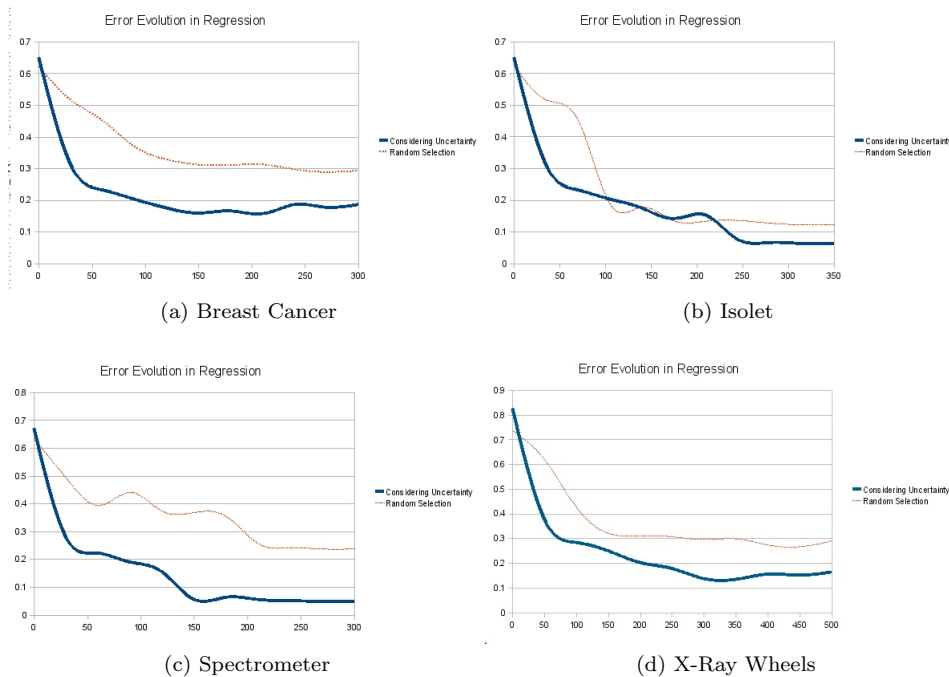 Error Evolution in Regression
0.7
0.6
0.5
0.4
0.3
0.2
0.1
0
0 50 100 150 200 250 300
Considering Uncertainty
Random Selection
(a) Breast Cancer
Error Evolution in Regression
0.7
0.6
0.5
0.4
0.3
0.2
0.1
0
0 50 100 150 200 250 300 350
Considering Uncertainty
Random Selection
(b) Isolet
Error Evolution in Regression
0.8
0.7
0.6
0.5
0.4
0.3
0.2
0.1
0
0 50 100 150 200 250 300
Considering Uncertainty
Random Selection
(c) Spectrometer
Error Evolution in Regression
0.9
0.8
0.7
0.6
0.5
0.4
0.3
0.2
0.1
0
0 50 100 150 200 250 300 350 400 450 500
Considering Uncertainty
Random Selection
(d) X-Ray Wheels